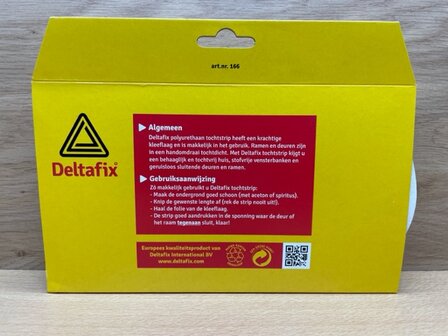 art.nr. 166
Deltafix
Algemeen
Deltafix polyurethaan tochtstrip heeft een krachtige
kleeflaag en is makkelijk in het gebruik. Ramen en deuren zijn
in een handomdraai tochtdicht. Met Deltafix tochtstrip kijgt u
een behaaglijk en tochtvrij huis, stofvrije vensterbanken en
geruisloos sluitende deuren en ramen.
Gebruiksaanwijzing
Zó makkelijk gebruikt u Deltafix tochtstrip:
- Maak de ondergrond goed schoon (met aceton of spiritus).
- Knip de gewenste lengte af (rek de strip nooit uit!).
- Haal de folie van de kleeflaag.
- De strip goed aandrukken in de sponning waar de deur of
het raam tegenaan sluit, klaar!
Europees kwaliteitsproduct van
Deltafix International BV
www.deltafix.com